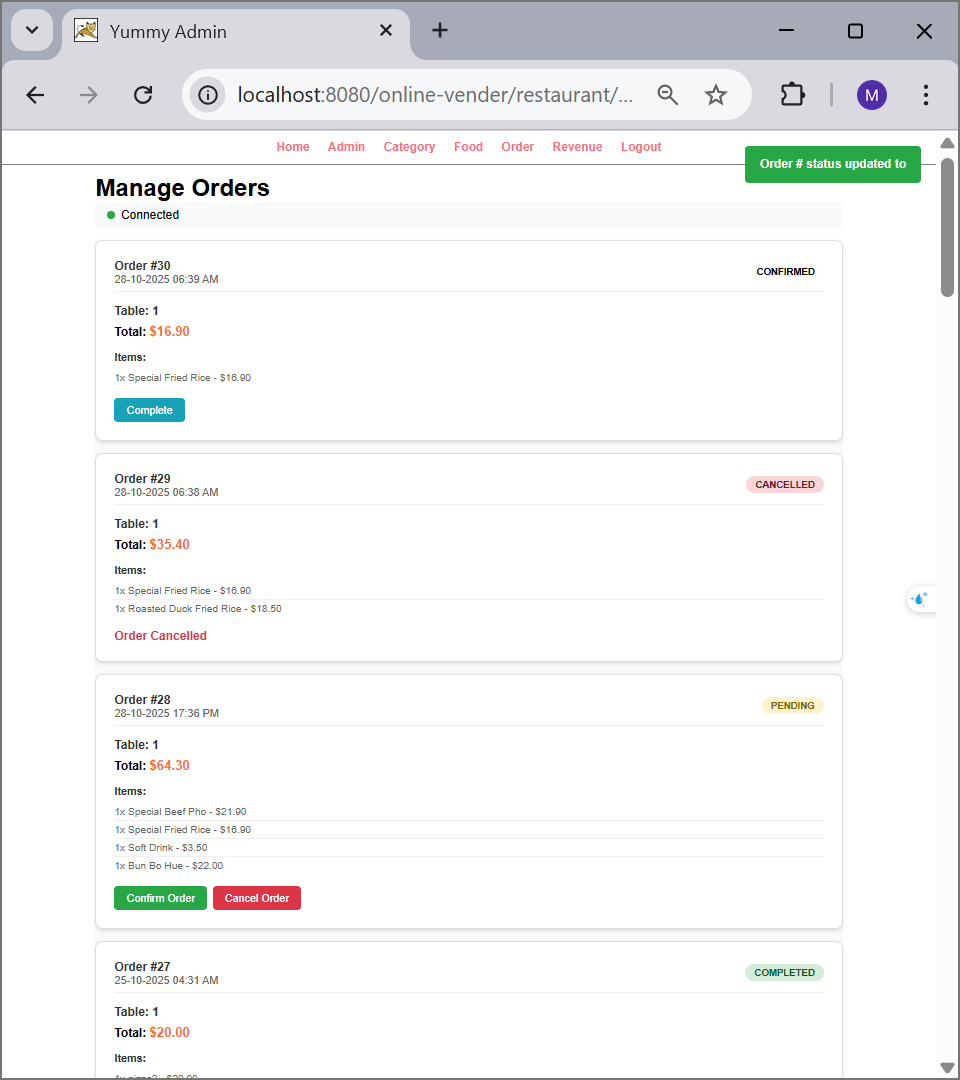 Yummy Admin
localhost:8080/online-vender/restaurant/...
M
Home Admin Category Food Order Revenue Logout
Order # status updated to
Manage Orders
Connected
Order #30
28-10-2025 06:39 AM
CONFIRMED
Table: 1
Total: $16.90
Items:
1x Special Fried Rice - $16.90
Complete
Order #29
28-10-2025 06:38 AM
CANCELLED
Table: 1
Total: $35.40
Items:
1x Special Fried Rice - $16.90
1x Roasted Duck Fried Rice - $18.50
Order Cancelled
Order #28
28-10-2025 17:36 PM
PENDING
Table: 1
Total: $64.30
Items:
1x Special Beef Pho - $21.90
1x Special Fried Rice - $16.90
1x Soft Drink - $3.50
1x Bun Bo Hue - $22.00
Confirm Order Cancel Order
Order #27
25-10-2025 04:31 AM
COMPLETED
Table: 1
Total: $20.00
Items: